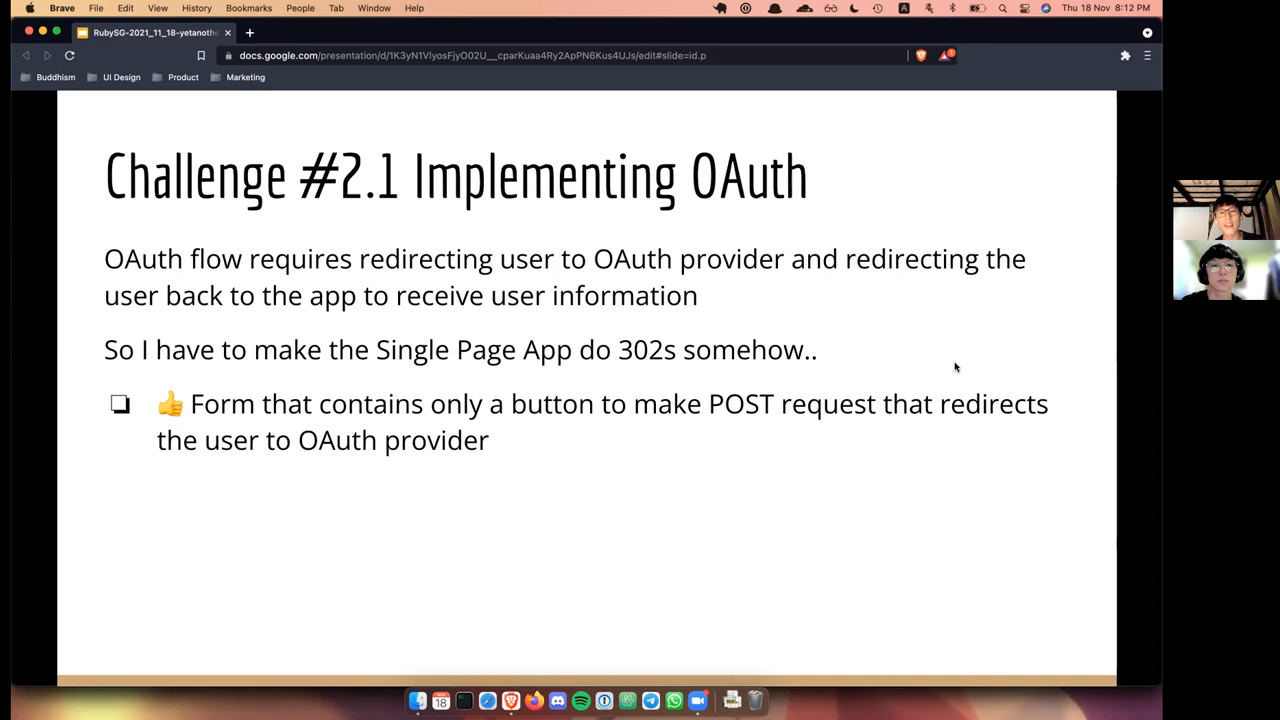 Brave File Edit View History Bookmarks People Tab Window Help Thu 18 Nov 8:12 PM
RubySG-2021_11_18-yetanothe
docs.google.com/presentation/d/1K3yN1VlyosFjyO02U__cparKuaa4Ry2ApPN6Kus4UJs/edit#slide=id.p
Buddhism UI Design Product Marketing
Challenge #2.1 Implementing OAuth
OAuth flow requires redirecting user to OAuth provider and redirecting the
user back to the app to receive user information
So I have to make the Single Page App do 302s somehow..
❏ 👍 Form that contains only a button to make POST request that redirects
the user to OAuth provider
18